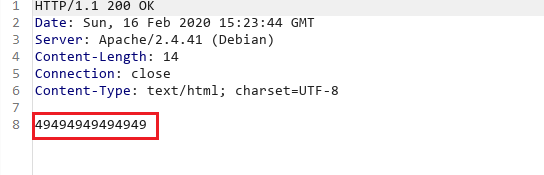 1 HTTP/1.1 200 OK
2 Date: Sun, 16 Feb 2020 15:23:44 GMT
3 Server: Apache/2.4.41 (Debian)
4 Content-Length: 14
5 Connection: close
6 Content-Type: text/html; charset=UTF-8
7
8 49494949494949